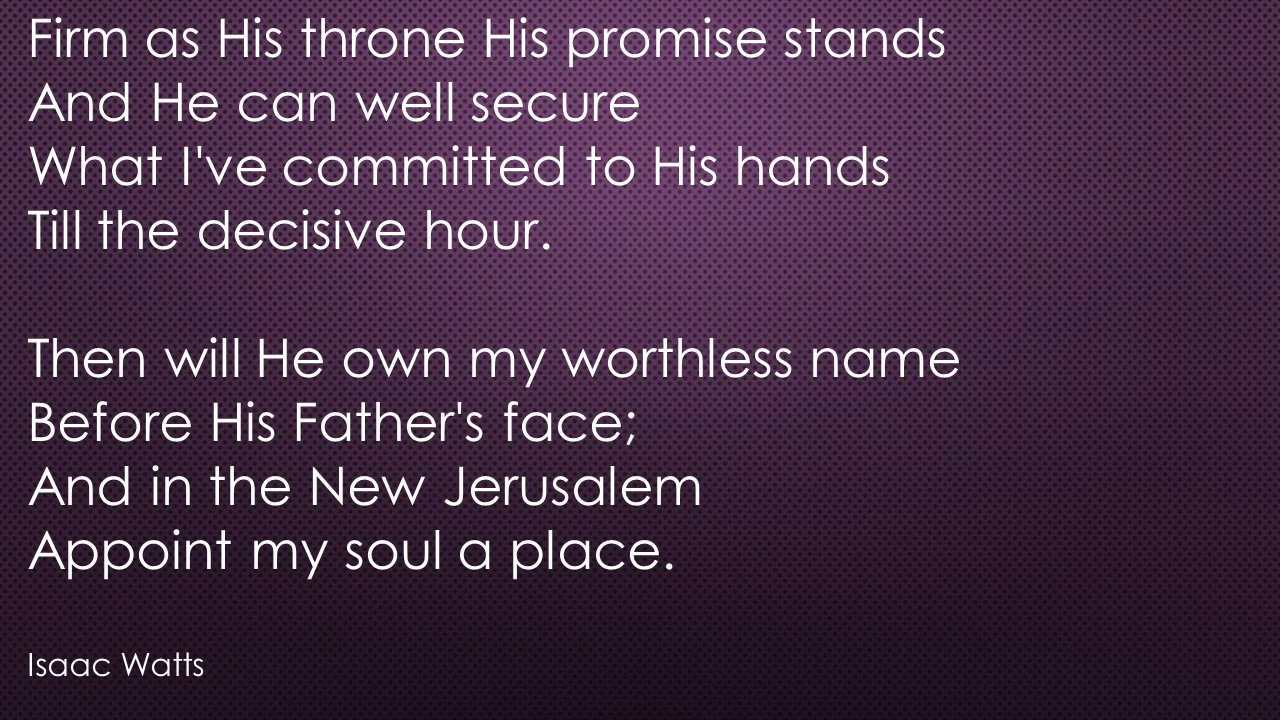 Firm as His throne His promise stands
And He can well secure
What I've committed to His hands
Till the decisive hour.
Then will He own my worthless name
Before His Father's face;
And in the New Jerusalem
Appoint my soul a place.
Isaac Watts